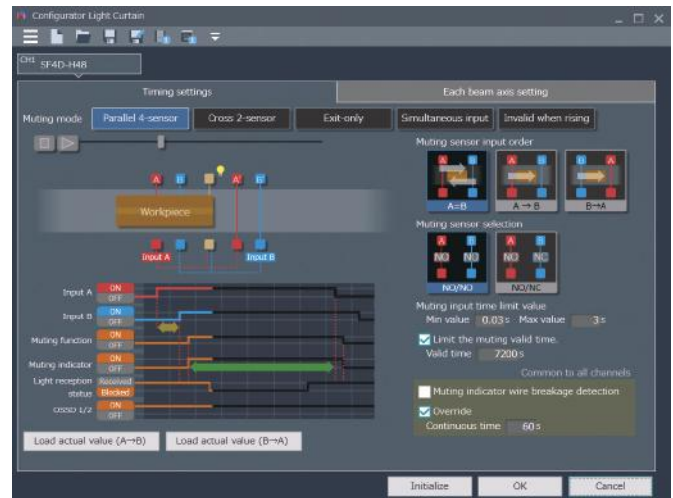 Configurator Light Curtain
CH1 SF4D-H48
Timing settings Each beam axis setting
Muting mode Parallel 4-sensor Cross 2-sensor Exit-only Simultaneous input Invalid when rising
Muting sensor input order
A B A' B'
Workpiece
Input A Input B
A B A B B A
A=B A → B B→A
Muting sensor selection
A B A B
NO NO NO NC
NO/NO NO/NC
Muting input time limit value
Min value 0.03 s Max value 3 s
Limit the muting valid time.
Valid time 7200 s
Common to all channels
Muting indicator wire breakage detection
Override
Continuous time 60 s
Input A ON
OFF
Input B ON
OFF
Muting function ON
OFF
Muting indicator ON
OFF
Light reception status Received
Blocked
OSSD 1/2 ON
OFF
Load actual value (A→B) Load actual value (B→A)
Initialize OK Cancel